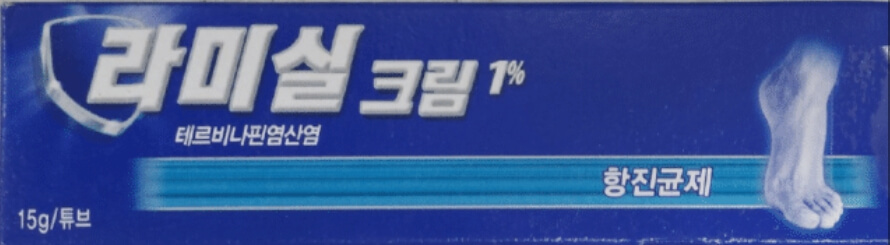 라미실 크림 1%
테르비나핀염산염
항진균제
15g/튜브